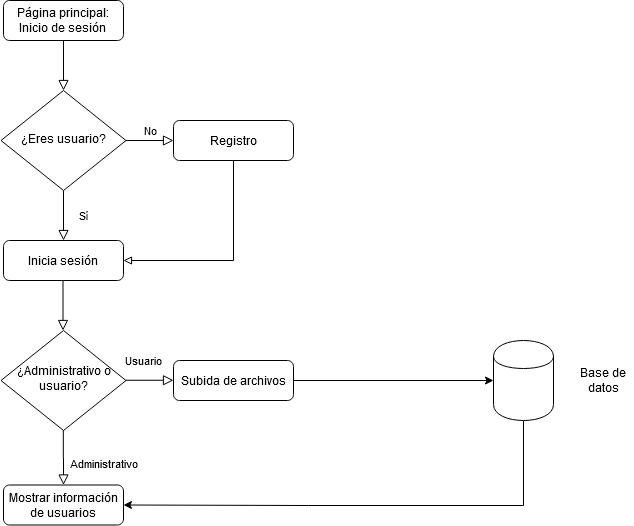 Página principal:
Inicio de sesión
¿Eres usuario?
No
Registro
Sí
Inicia sesión
¿Administrativo o
usuario?
Usuario
Subida de archivos
Base de
datos
Administrativo
Mostrar información
de usuarios